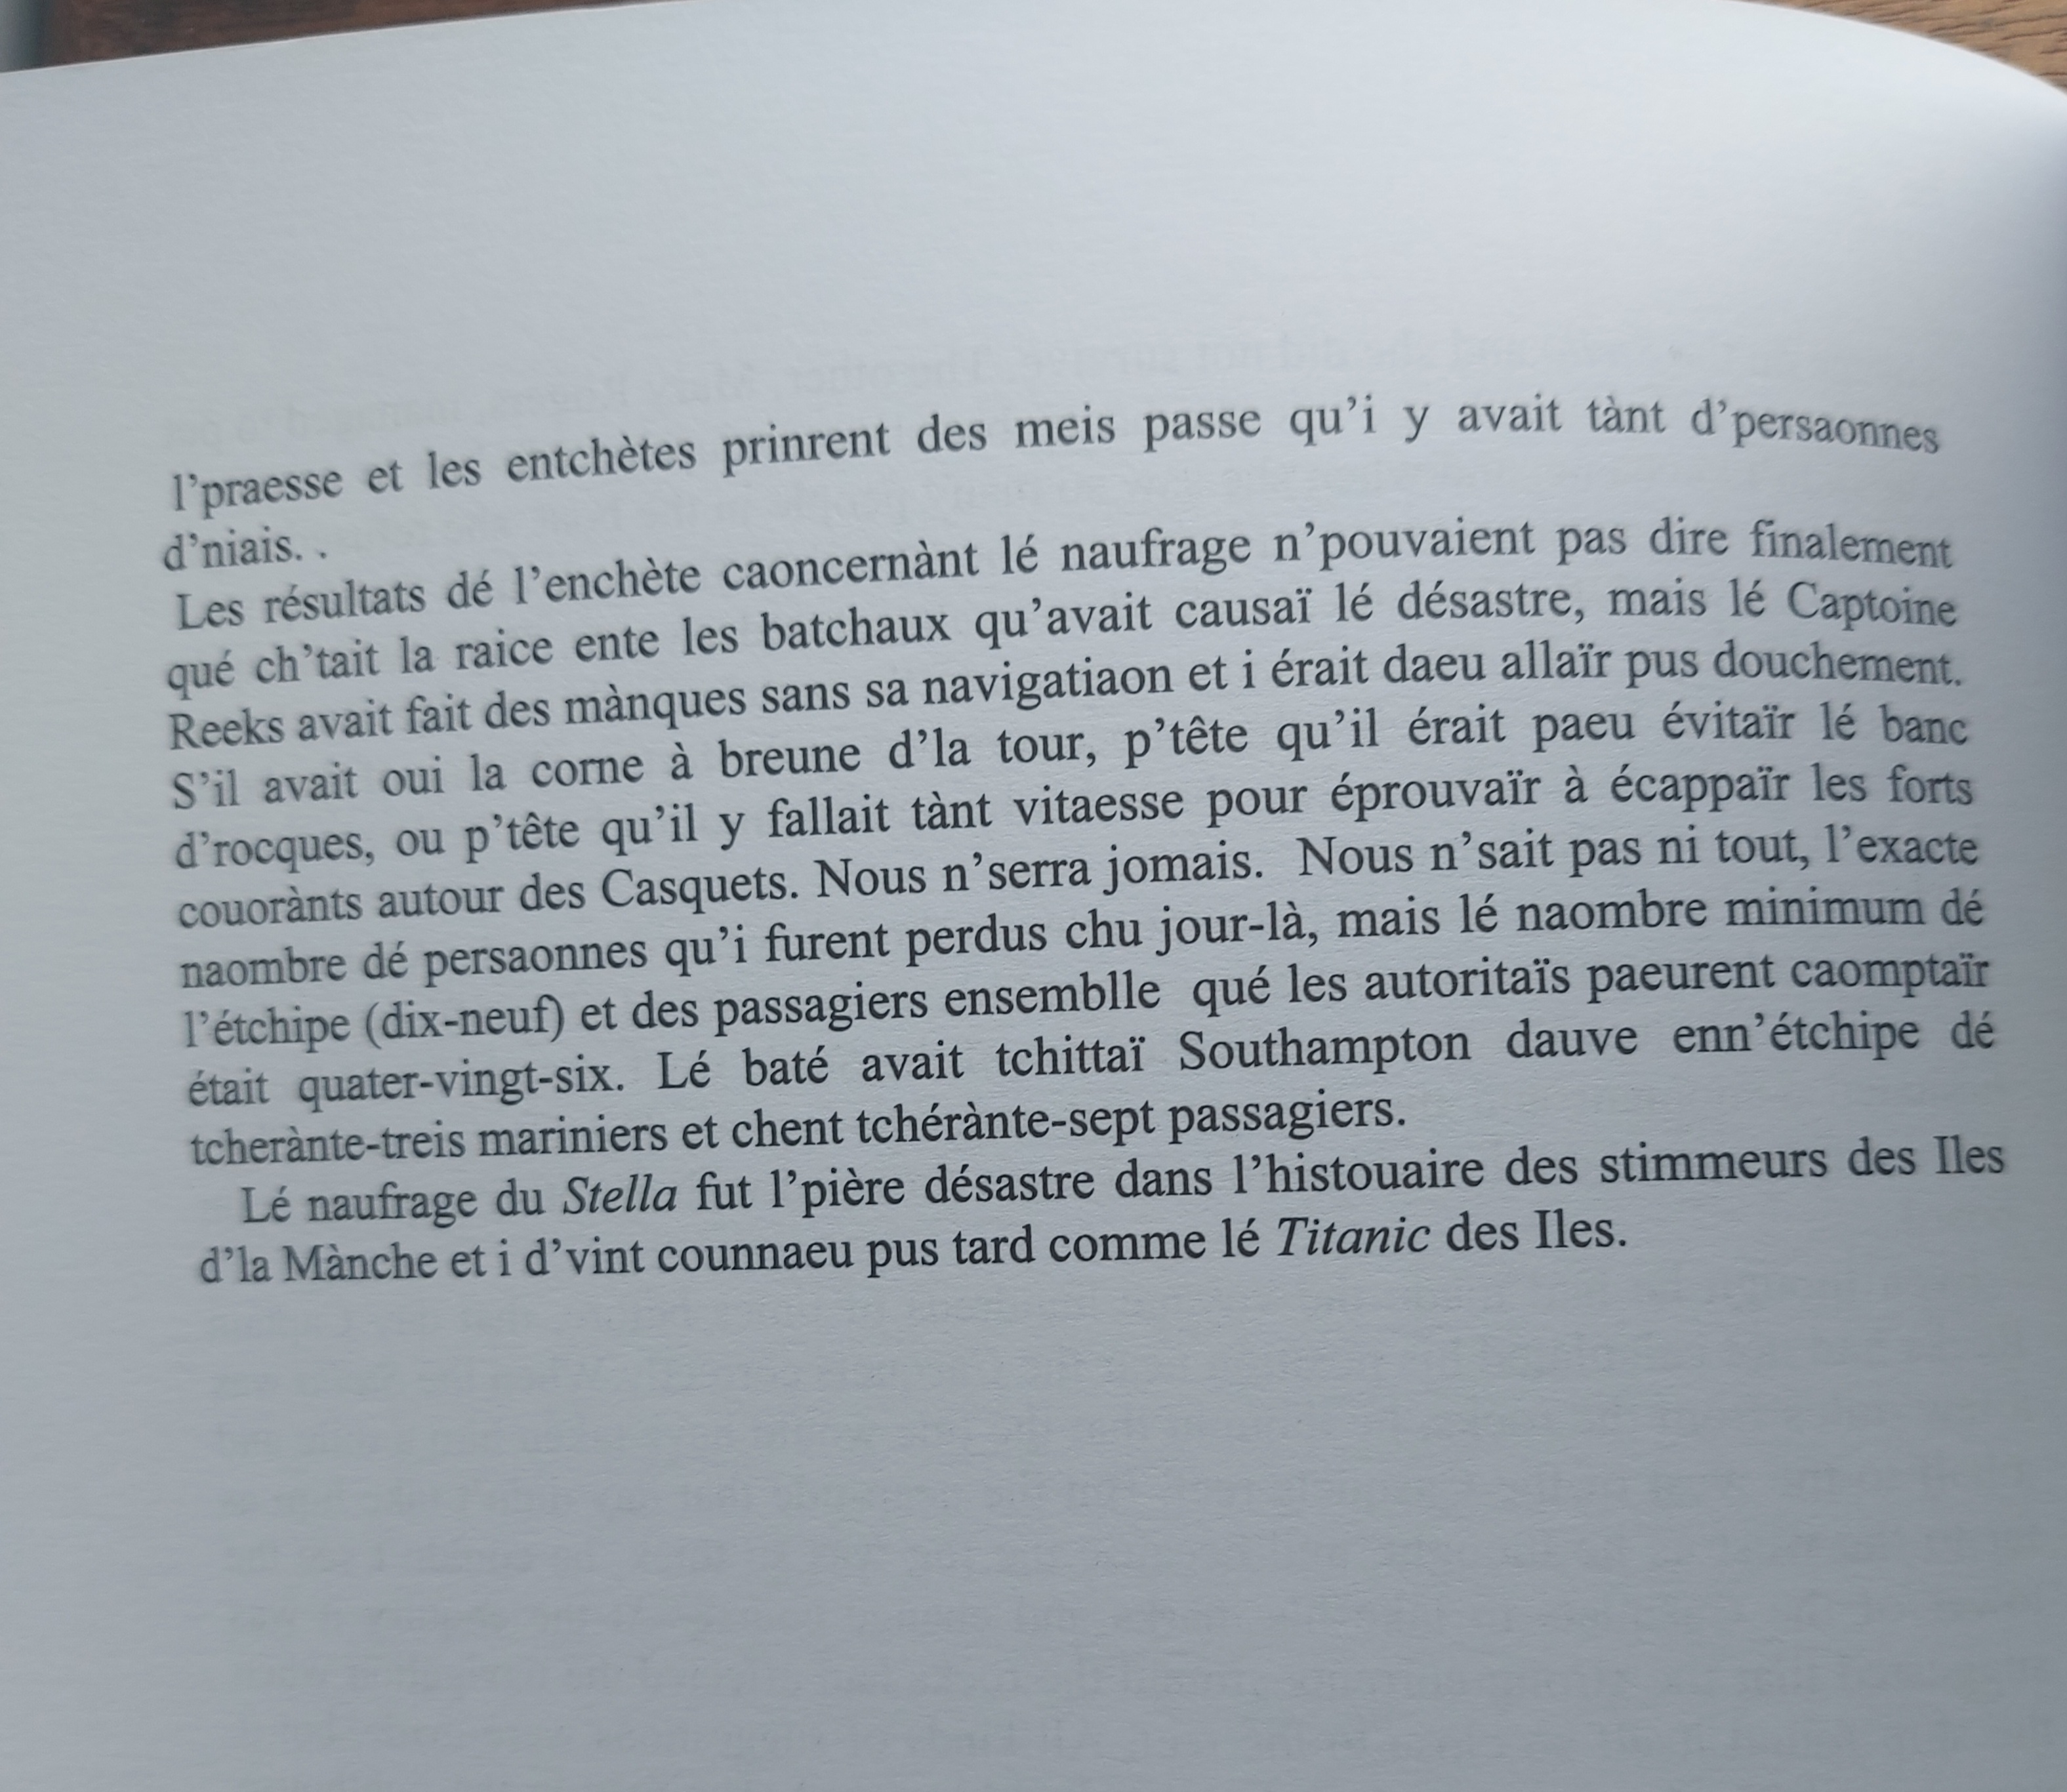 l’praesse et les entchètes prinrent des meis passe qu’i y avait tànt d’persaonnes
d’niais. .
Les résultats dé l’enchète caoncernànt lé naufrage n’pouvaient pas dire finalement
qué ch’tait la raice ente les batchaux qu’avait causaï lé désastre, mais lé Captoine
Reeks avait fait des mànques sans sa navigatiaon et i érait daeu allaïr pus douchement.
S’il avait oui la corne à breune d’la tour, p’tête qu’il érait paeu évitaïr lé banc
d’rocques, ou p’tête qu’il y fallait tànt vitaesse pour éprouvaïr à écappaïr les forts
couorànts autour des Casquets. Nous n’serra jomais. Nous n’sait pas ni tout, l’exacte
naombre dé persaonnes qu’i furent perdus chu jour-là, mais lé naombre minimum dé
l’étchipe (dix-neuf) et des passagiers ensemblle qué les autoritaïs paeurent caomptaïr
était quater-vingt-six. Lé baté avait tchittaï Southampton dauve enn’étchipe dé
tcherànte-treis mariniers et chent tchérànte-sept passagiers.
Lé naufrage du Stella fut l’pière désastre dans l’histouaire des stimmeurs des Iles
d’la Mànche et i d’vint counnaeu pus tard comme lé Titanic des Iles.